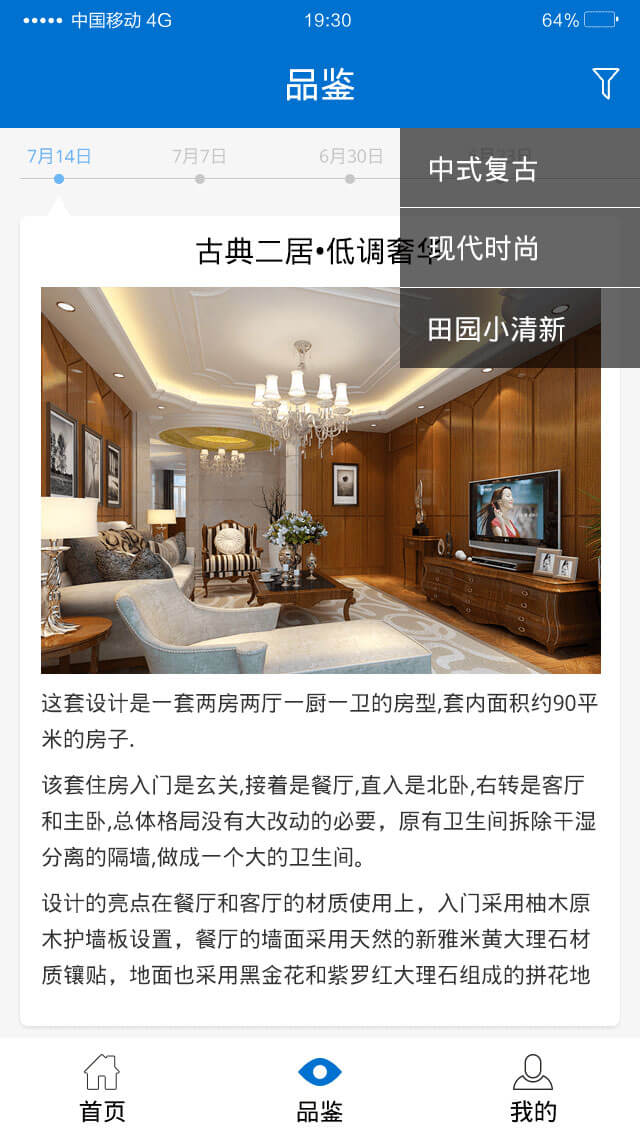 中国移动 4G 19:30 64%
品鉴
7月14日 7月7日 6月30日
中式复古
现代时尚
田园小清新
古典二居•低调奢华
这套设计是一套两房两厅一厨一卫的房型,套内面积约90平
米的房子.
该套住房入门是玄关,接着是餐厅,直入是北卧,右转是客厅
和主卧,总体格局没有大改动的必要，原有卫生间拆除干湿
分离的隔墙,做成一个大的卫生间。
设计的亮点在餐厅和客厅的材质使用上，入门采用柚木原
木护墙板设置，餐厅的墙面采用天然的新雅米黄大理石材
质镶贴，地面也采用黑金花和紫罗红大理石组成的拼花地
首页 品鉴 我的